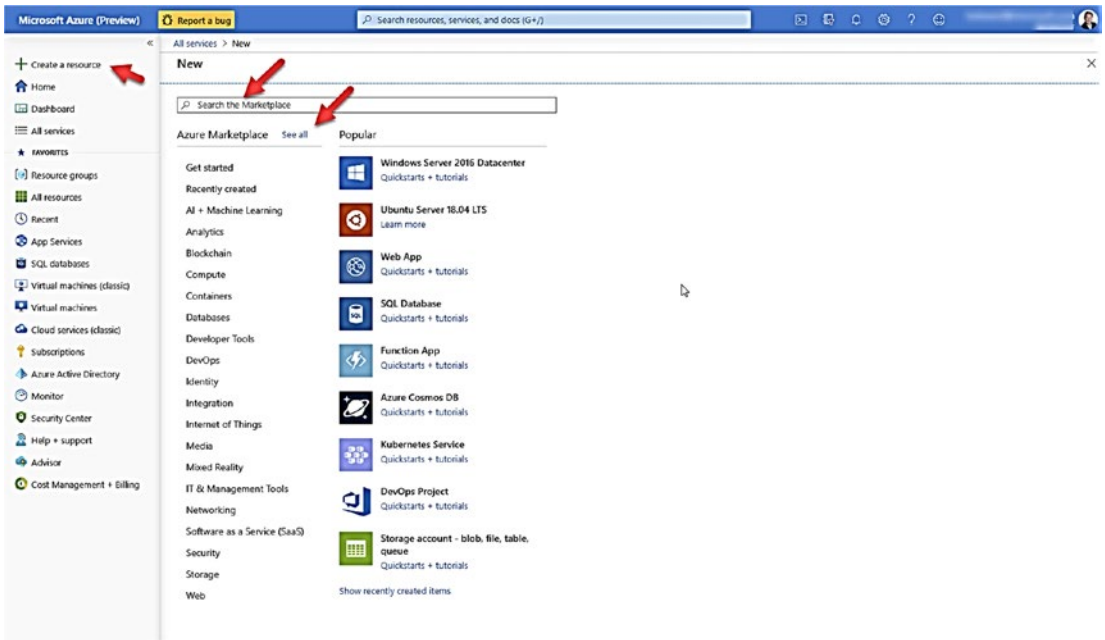 Microsoft Azure (Preview)
Report a bug
Search resources, services, and docs (G+/)
«
All services > New
Create a resource
Home
Dashboard
All services
FAVORITES
Resource groups
All resources
Recent
App Services
SQL databases
Virtual machines (classic)
Virtual machines
Cloud services (classic)
Subscriptions
Azure Active Directory
Monitor
Security Center
Help + support
Advisor
Cost Management + Billing
New
Search the Marketplace
Azure Marketplace See all
Get started
Recently created
AI + Machine Learning
Analytics
Blockchain
Compute
Containers
Databases
Developer Tools
DevOps
Identity
Integration
Internet of Things
Media
Mixed Reality
IT & Management Tools
Networking
Software as a Service (SaaS)
Security
Storage
Web
Popular
Windows Server 2016 Datacenter
Quickstarts + tutorials
Ubuntu Server 18.04 LTS
Learn more
Web App
Quickstarts + tutorials
SQL Database
Quickstarts + tutorials
Function App
Quickstarts + tutorials
Azure Cosmos DB
Quickstarts + tutorials
Kubernetes Service
Quickstarts + tutorials
DevOps Project
Quickstarts + tutorials
Storage account - blob, file, table,
queue
Quickstarts + tutorials
Show recently created items